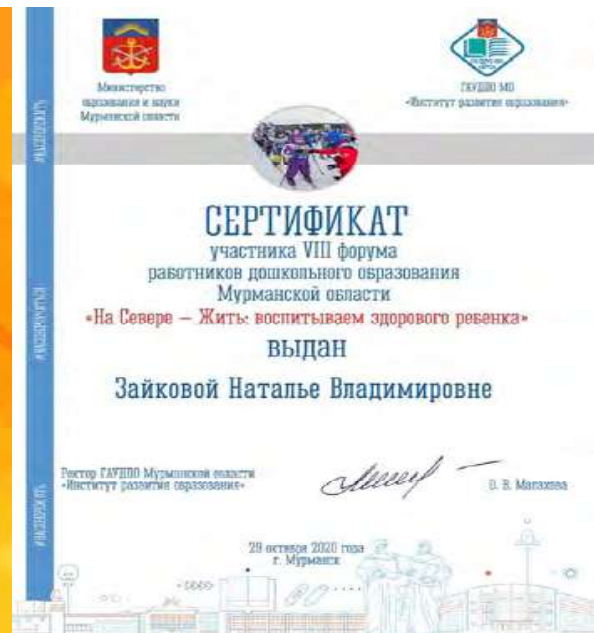 Министерство
образования и науки
Мурманской области
ГАУДПО МО
«Институт развития образования»
СЕРТИФИКАТ
участника VIII форума
работников дошкольного образования
Мурманской области
«На Севере – Жить: воспитываем здорового ребенка»
выдан
Зайковой Наталье Владимировне
Ректор ГАУДПО Мурманской области
«Институт развития образования»
О. В. Малахова
29 октября 2020 года
г. Мурманск